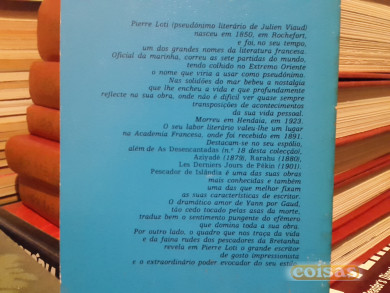 Pierre Loti (pseudónimo literário de Julien Viaud)
nasceu em 1850, em Rochefort,
e foi, no seu tempo,
um dos grandes nomes da literatura francesa.
Oficial da marinha, correu as sete partidas do mundo,
tendo colhido no Extremo Oriente
o nome que viria a usar como pseudónimo.
Nas solidões do mar bebeu a nostalgia
que lhe encheu a vida e que profundamente
reflecte na sua obra, onde não é difícil ver quase sempre
transposições de acontecimentos
da sua vida pessoal.
Morreu em Hendaia, em 1923.
O seu labor literário valeu-lhe um lugar
na Academia Francesa, onde foi recebido em 1891.
Destacam-se no seu espólio,
além de As Desencantadas (n.º 18 desta colecção),
Aziyadé (1879), Rarahu (1880),
Les Derniers Jours de Pékin (1901).
Pescador de Islândia é uma das suas obras
mais conhecidas e também
uma das que melhor fixam
as suas características de escritor.
O dramático amor de Yann por Gaud,
tão cedo tocado pelas asas da morte,
traduz bem o sentimento pungente do efémero
que domina toda a sua obra.
Por outro lado, o quadro que nos traça da vida
e da faina rudes dos pescadores da Bretanha
revela em Pierre Loti o grande escritor
de gosto impressionista
e o extraordinário poder evocador do seu
coisas